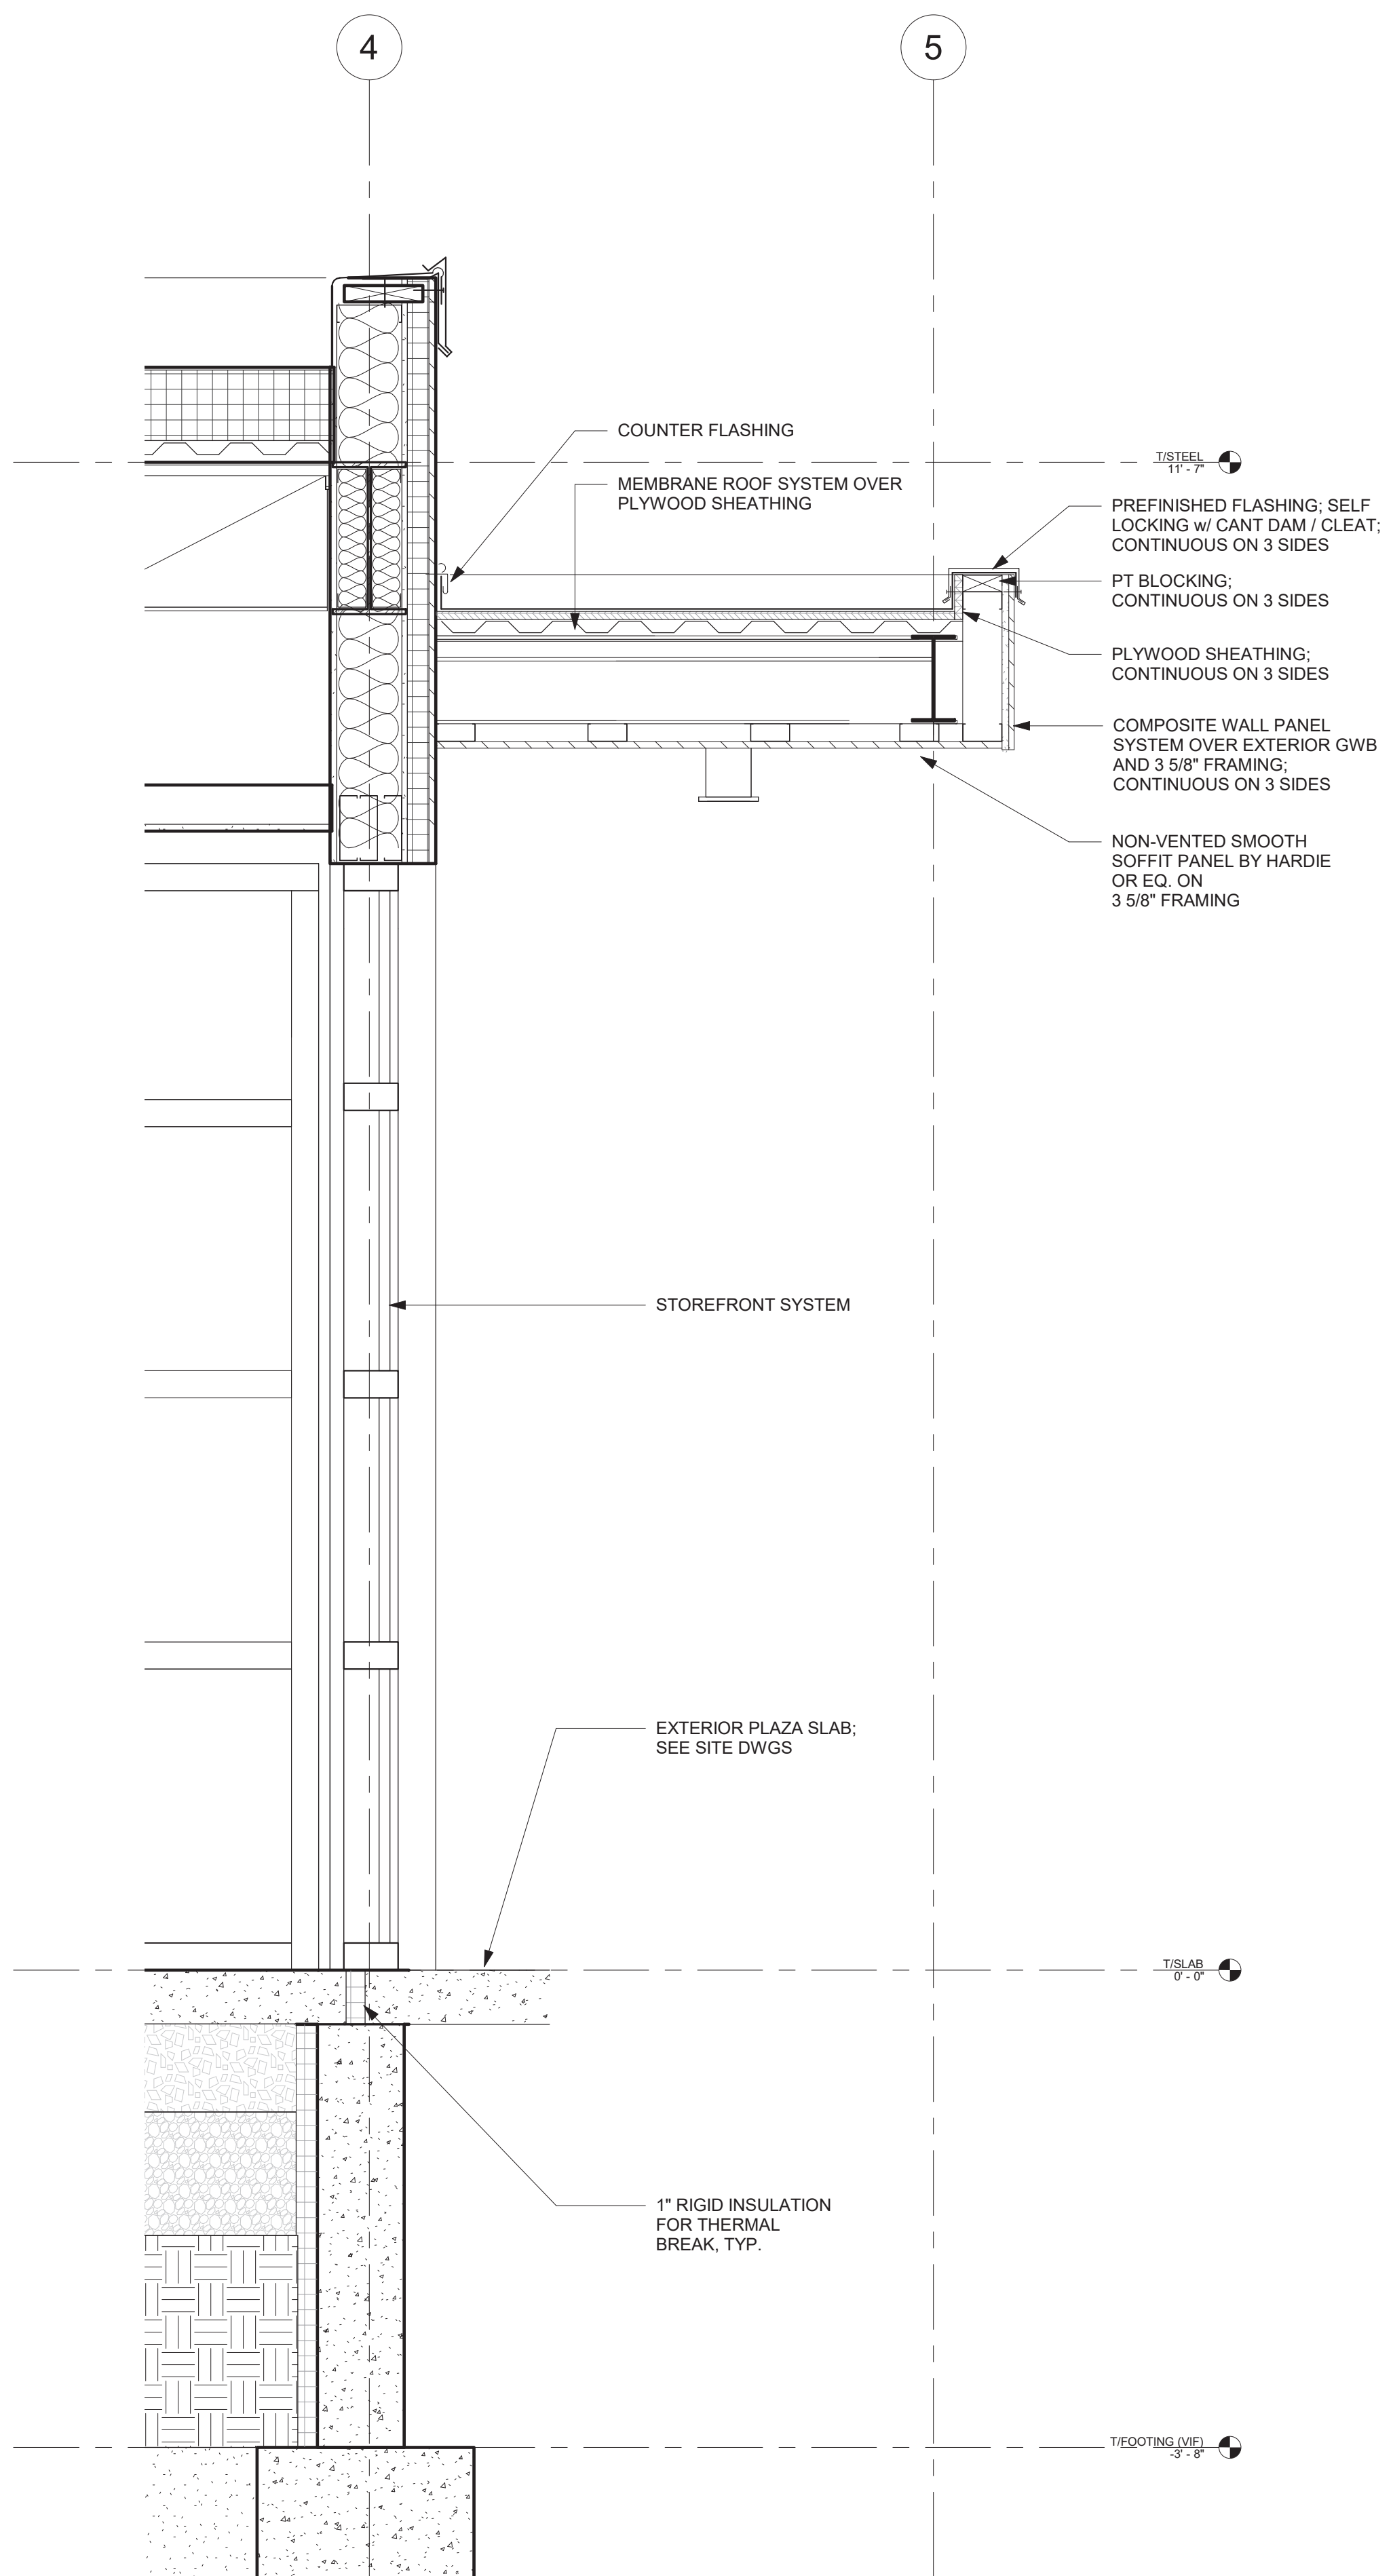 4
5
COUNTER FLASHING
MEMBRANE ROOF SYSTEM OVER
PLYWOOD SHEATHING
T/STEEL
11' - 7"
PREFINISHED FLASHING; SELF
LOCKING w/ CANT DAM / CLEAT;
CONTINUOUS ON 3 SIDES
PT BLOCKING;
CONTINUOUS ON 3 SIDES
PLYWOOD SHEATHING;
CONTINUOUS ON 3 SIDES
COMPOSITE WALL PANEL
SYSTEM OVER EXTERIOR GWB
AND 3 5/8" FRAMING;
CONTINUOUS ON 3 SIDES
NON-VENTED SMOOTH
SOFFIT PANEL BY HARDIE
OR EQ. ON
3 5/8" FRAMING
STOREFRONT SYSTEM
EXTERIOR PLAZA SLAB;
SEE SITE DWGS
T/SLAB
0' - 0"
1" RIGID INSULATION
FOR THERMAL
BREAK, TYP.
T/FOOTING (VIF)
-3' - 8"